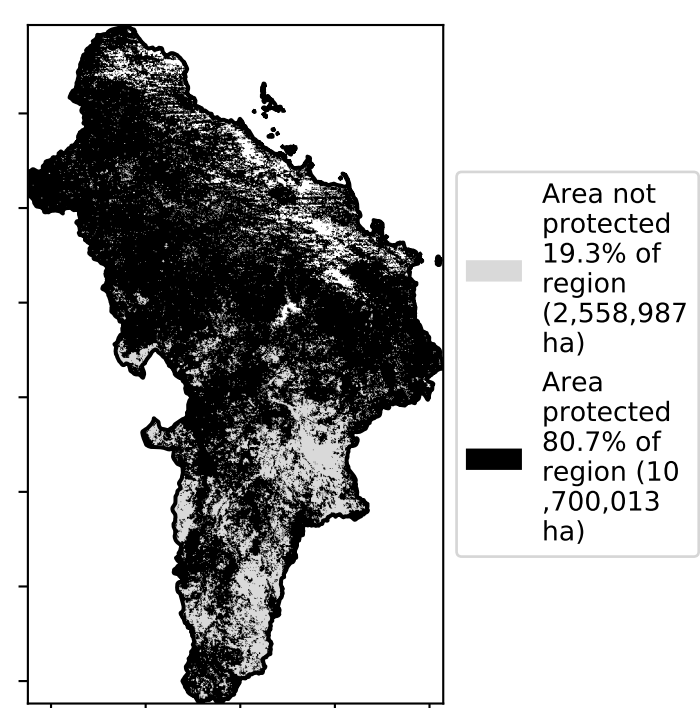 Area not
protected
19.3% of
region
(2,558,987
ha)
Area
protected
80.7% of
region (10
,700,013
ha)